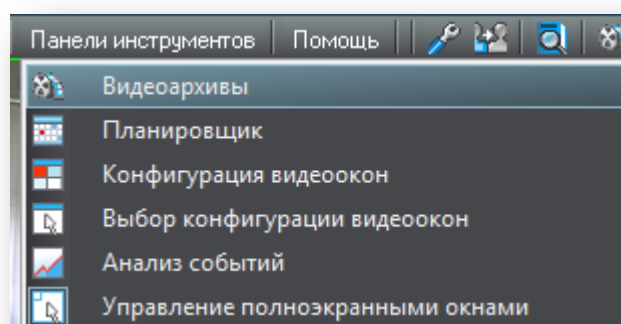 Панели инструментов Помощь
Видеоархивы
Планировщик
Конфигурация видеоокон
Выбор конфигурации видеоокон
Анализ событий
Управление полноэкранными окнами